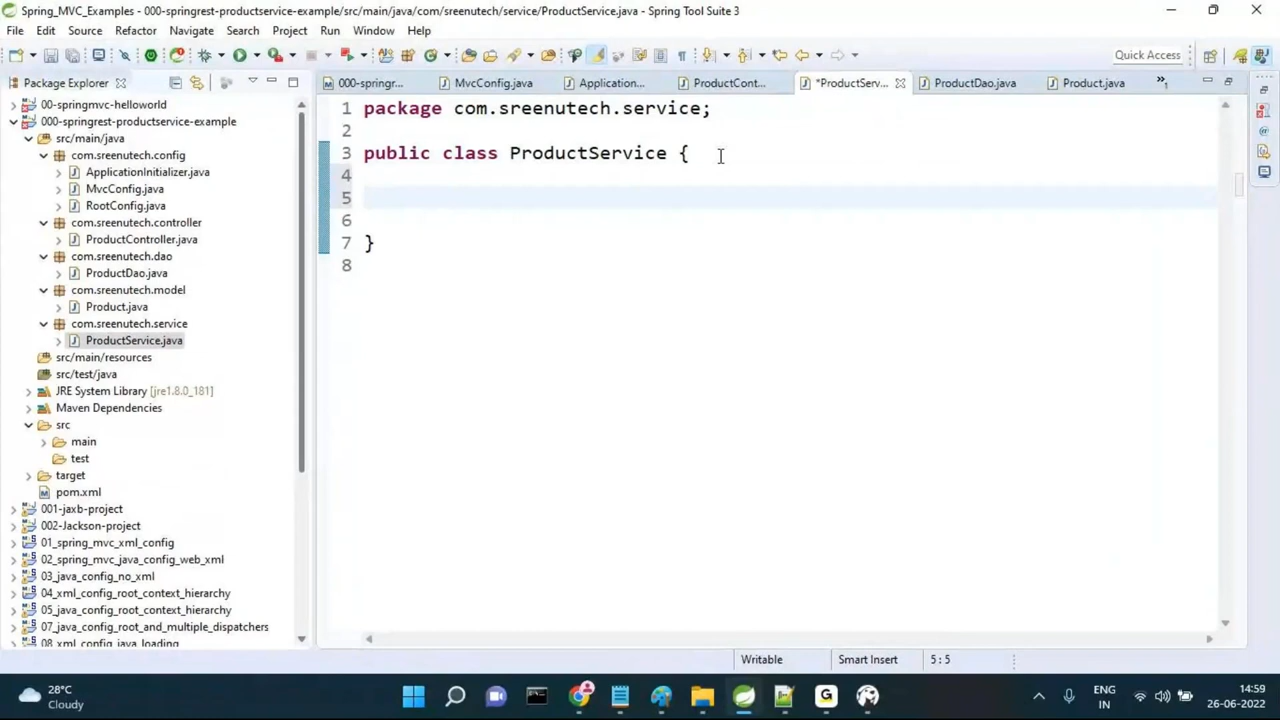 Spring_MVC_Examples - 000-springrest-productservice-example/src/main/java/com/sreenutech/service/ProductService.java - Spring Tool Suite 3
File Edit Source Refactor Navigate Search Project Run Window Help
Quick Access
Package Explorer
000-springr... MvcConfig.java Application... ProductCont... *ProductServ... ProductDao.java Product.java »1
00-springmvc-helloworld
000-springrest-productservice-example
src/main/java
com.sreenutech.config
ApplicationInitializer.java
MvcConfig.java
RootConfig.java
com.sreenutech.controller
ProductController.java
com.sreenutech.dao
ProductDao.java
com.sreenutech.model
Product.java
com.sreenutech.service
ProductService.java
src/main/resources
src/test/java
JRE System Library [jre1.8.0_181]
Maven Dependencies
src
main
test
target
pom.xml
001-jaxb-project
002-Jackson-project
01_spring_mvc_xml_config
02_spring_mvc_java_config_web_xml
03_java_config_no_xml
04_xml_config_root_context_hierarchy
05_java_config_root_context_hierarchy
07_java_config_root_and_multiple_dispatchers
08_xml_config_java_loading
1 package com.sreenutech.service;
2
3 public class ProductService {
4
5
6
7 }
8
Writable Smart Insert 5 : 5
28°C
Cloudy
ENG
IN
14:59
26-06-2022